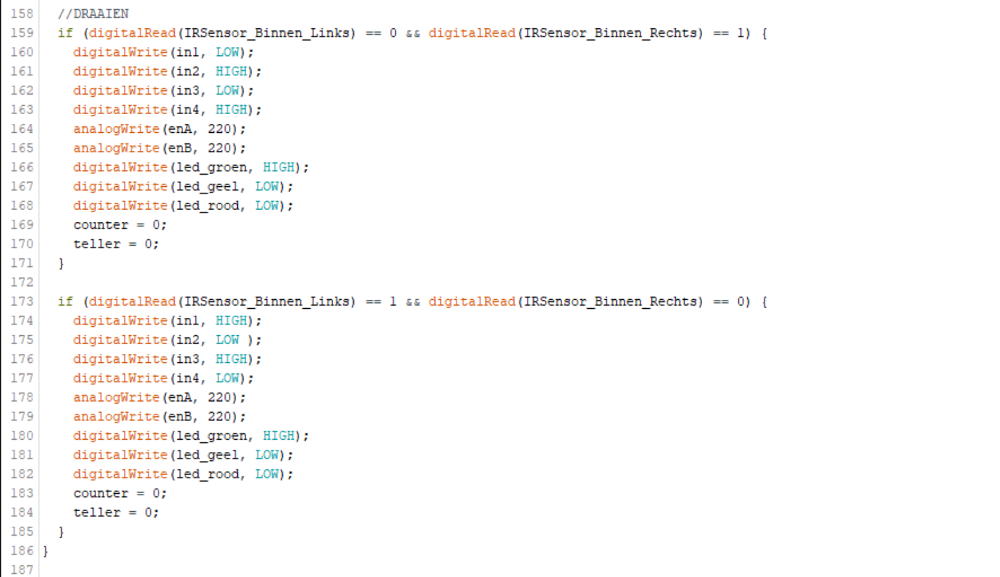 158 //DRAAIEN
159 if (digitalRead(IRSensor_Binnen_Links) == 0 && digitalRead(IRSensor_Binnen_Rechts) == 1) {
160 digitalWrite(in1, LOW);
161 digitalWrite(in2, HIGH);
162 digitalWrite(in3, LOW);
163 digitalWrite(in4, HIGH);
164 analogWrite(enA, 220);
165 analogWrite(enB, 220);
166 digitalWrite(led_groen, HIGH);
167 digitalWrite(led_geel, LOW);
168 digitalWrite(led_rood, LOW);
169 counter = 0;
170 teller = 0;
171 }
172
173 if (digitalRead(IRSensor_Binnen_Links) == 1 && digitalRead(IRSensor_Binnen_Rechts) == 0) {
174 digitalWrite(in1, HIGH);
175 digitalWrite(in2, LOW );
176 digitalWrite(in3, HIGH);
177 digitalWrite(in4, LOW);
178 analogWrite(enA, 220);
179 analogWrite(enB, 220);
180 digitalWrite(led_groen, HIGH);
181 digitalWrite(led_geel, LOW);
182 digitalWrite(led_rood, LOW);
183 counter = 0;
184 teller = 0;
185 }
186 }
187